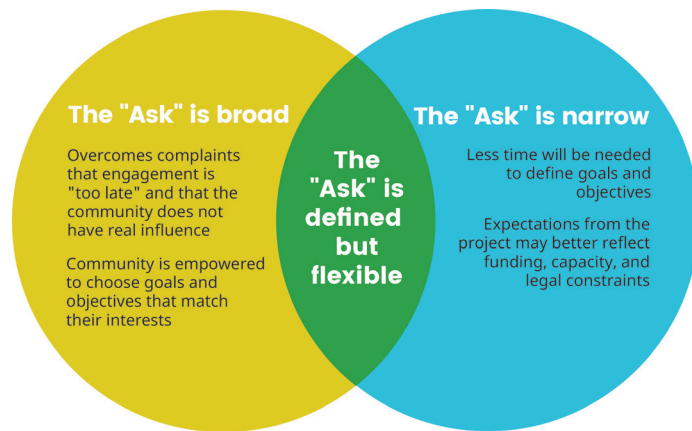 The "Ask" is broad
Overcomes complaints
that engagement is
"too late" and that the
community does not
have real influence
Community is empowered
to choose goals and
objectives that match
their interests
The
"Ask" is
defined
but
flexible
The "Ask" is narrow
Less time will be needed
to define goals and
objectives
Expectations from the
project may better reflect
funding, capacity, and
legal constraints